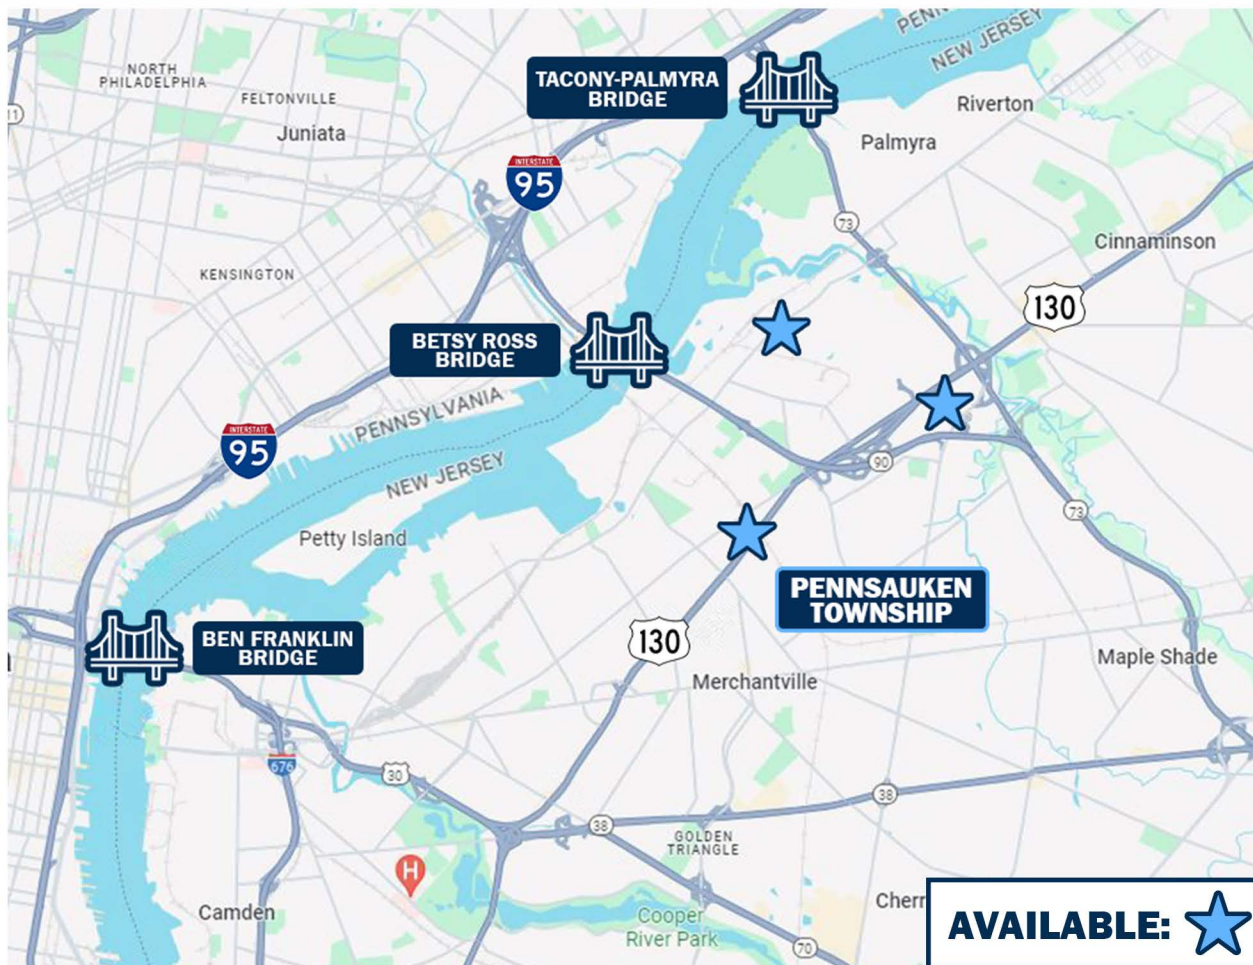 PENN
NEW JERSEY
NORTH
PHILADELPHIA
FELTONVILLE
Juniata
TACONY-PALMYRA
BRIDGE
Riverton
Palmyra
INTERSTATE
95
73
Cinnaminson
KENSINGTON
130
BETSY ROSS
BRIDGE
PENNSYLVANIA
NEW JERSEY
INTERSTATE
95
90
73
Petty Island
PENNSAUKEN
TOWNSHIP
BEN FRANKLIN
BRIDGE
130
Maple Shade
Merchantville
676
30
38
38
GOLDEN
TRIANGLE
H
Camden
Cooper
River Park
Cherr
70
AVAILABLE: